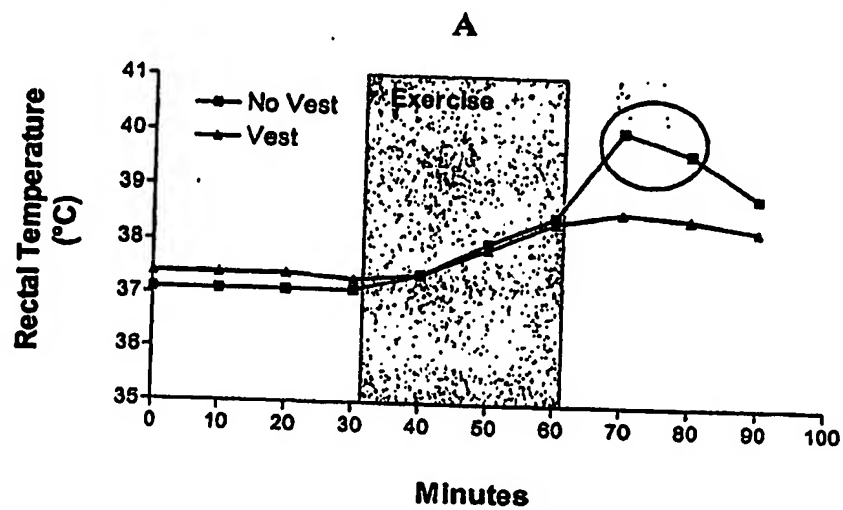 A
Rectal Temperature
(°C)
41
40
39
38
37
36
35
No Vest
Vest
Exercise
0 10 20 30 40 50 60 70 80 90 100
Minutes